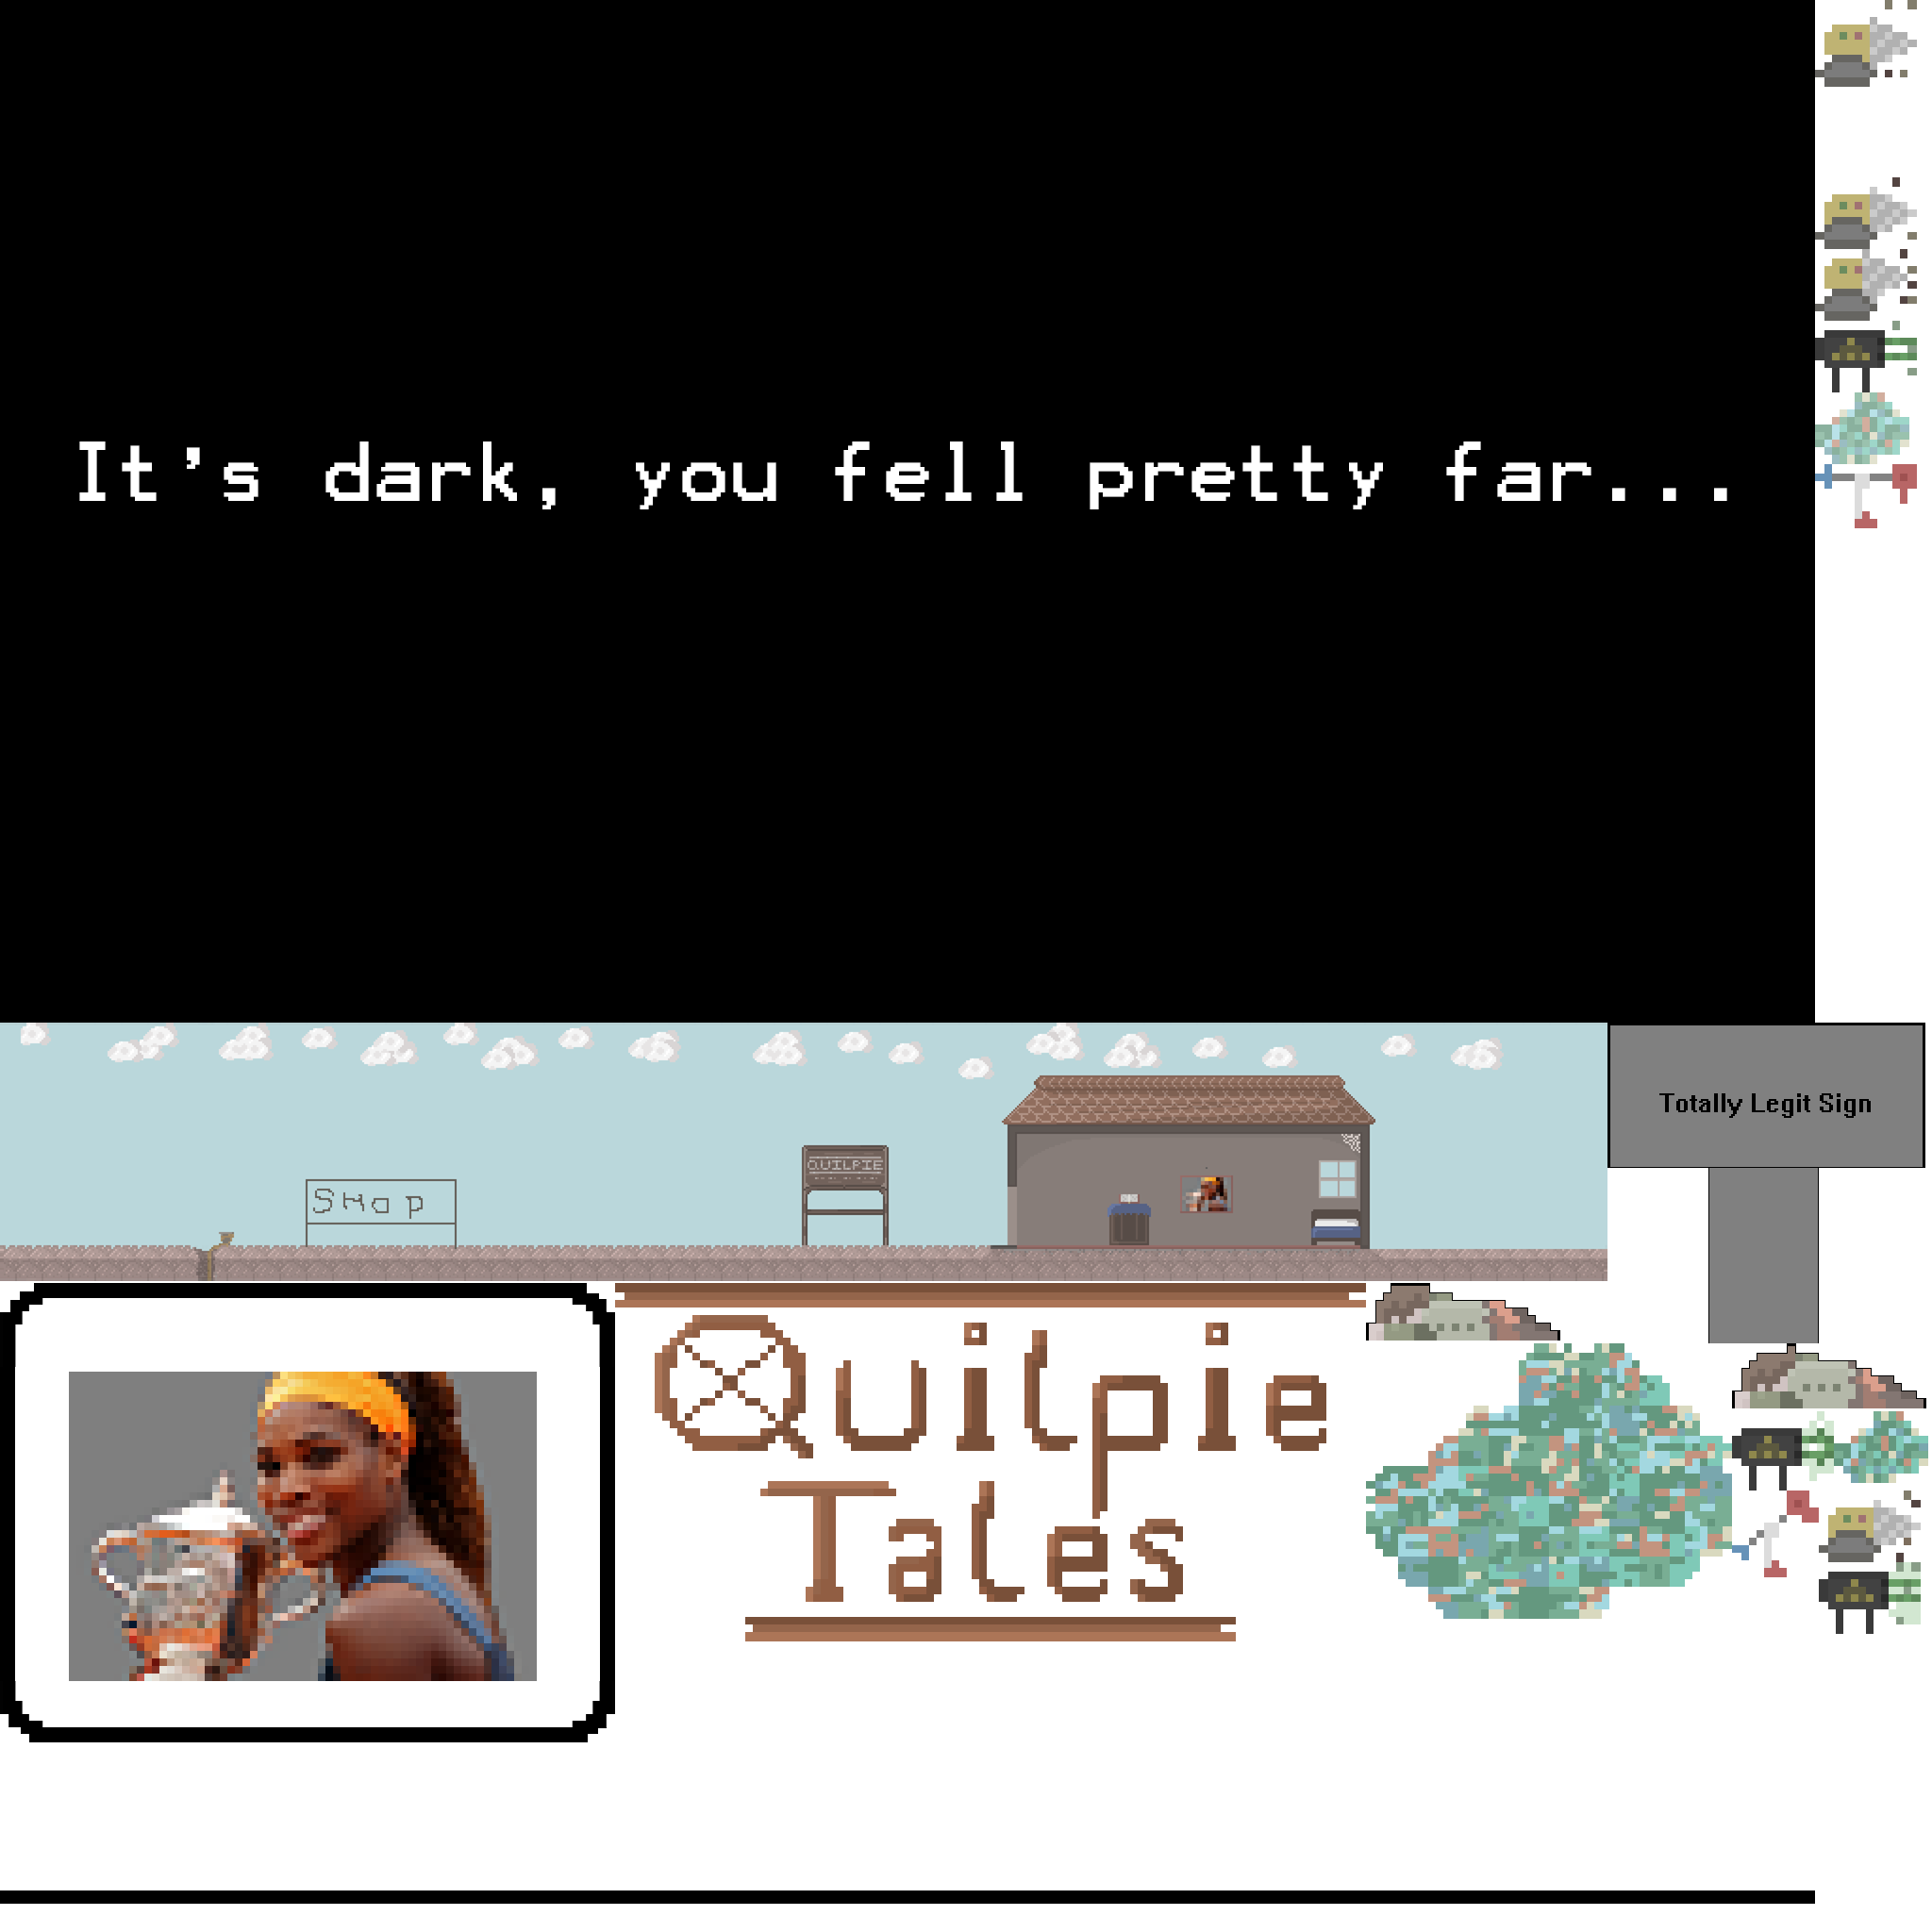 It's dark, you fell pretty far...
Totally Legit Sign
QUILPIE
Shop
Quilpie
Tales